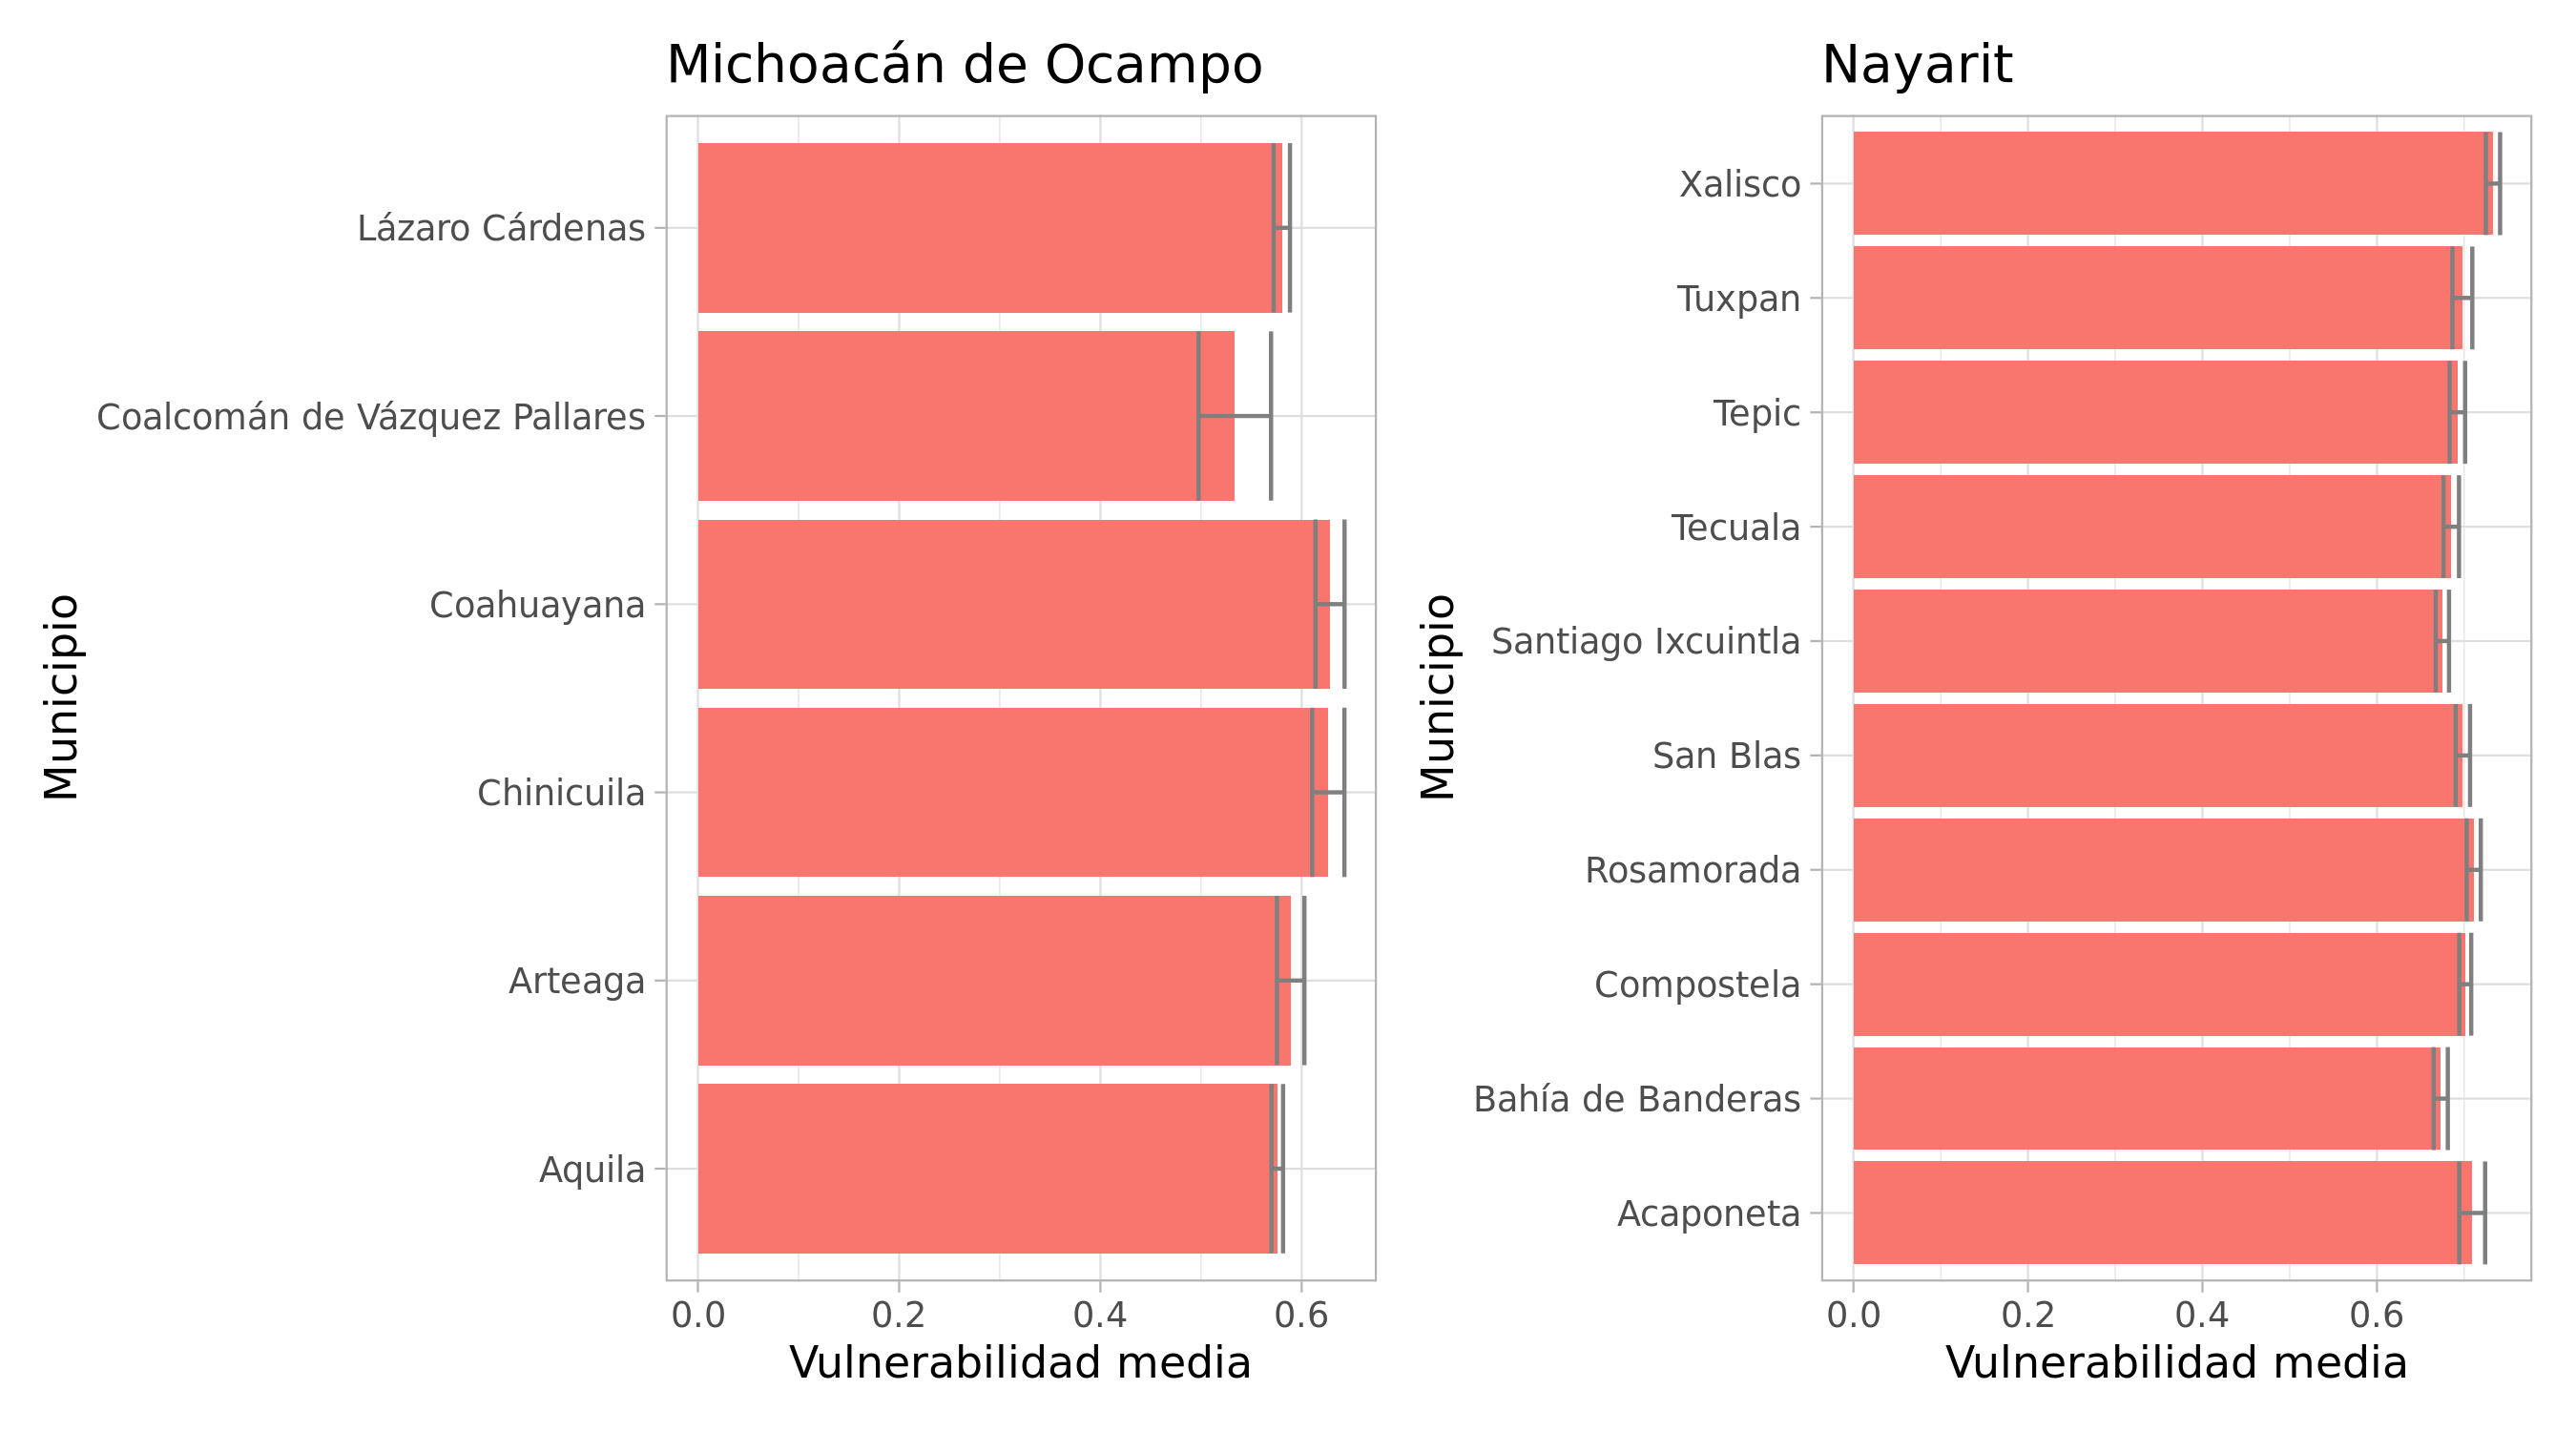 Michoacán de Ocampo
Municipio
Lázaro Cárdenas
Coalcomán de Vázquez Pallares
Coahuayana
Chinicuila
Arteaga
Aquila
0.0 0.2 0.4 0.6
Vulnerabilidad media
Nayarit
Municipio
Xalisco
Tuxpan
Tepic
Tecuala
Santiago Ixcuintla
San Blas
Rosamorada
Compostela
Bahía de Banderas
Acaponeta
0.0 0.2 0.4 0.6
Vulnerabilidad media